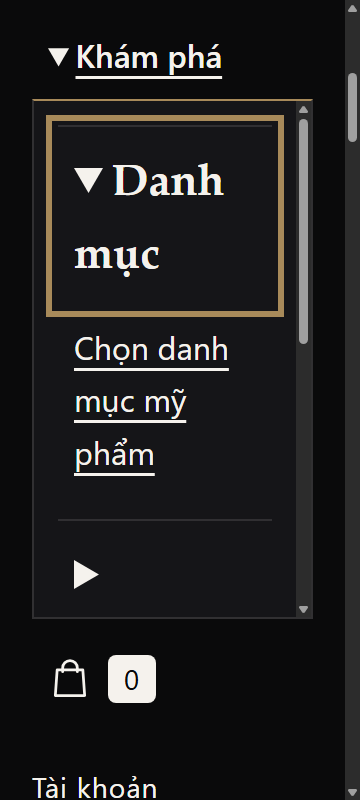 Khám phá
Danh
mục
Chọn danh
mục mỹ
phẩm
0
Tài khoản